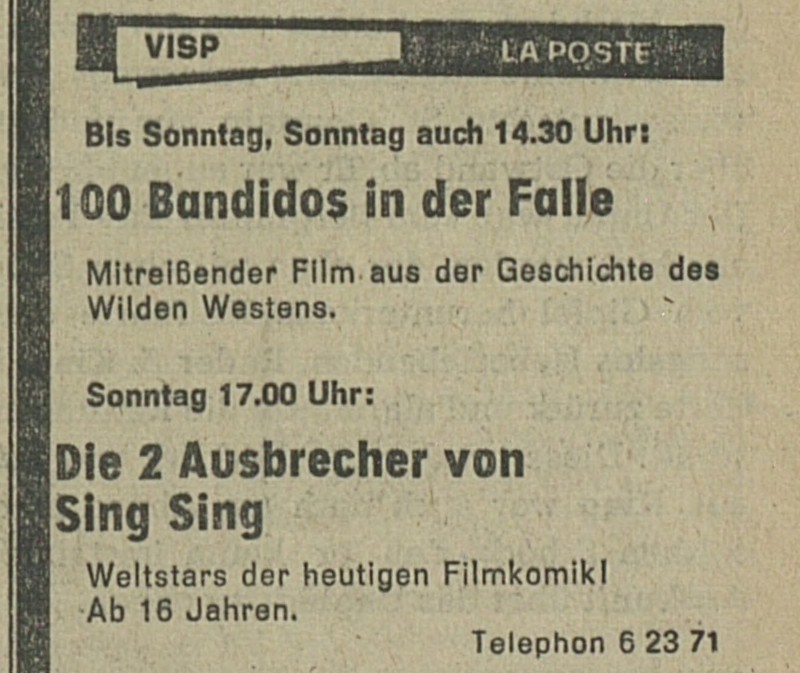 VISP
LA POSTE
Bis Sonntag, Sonntag auch 14.30 Uhr:
100 Bandidos in der Falle
Mitreißender Film aus der Geschichte des
Wilden Westens.
Sonntag 17.00 Uhr:
Die 2 Ausbrecher von
Sing Sing
Weltstars der heutigen Filmkomik!
Ab 16 Jahren.
Telephon 6 23 71